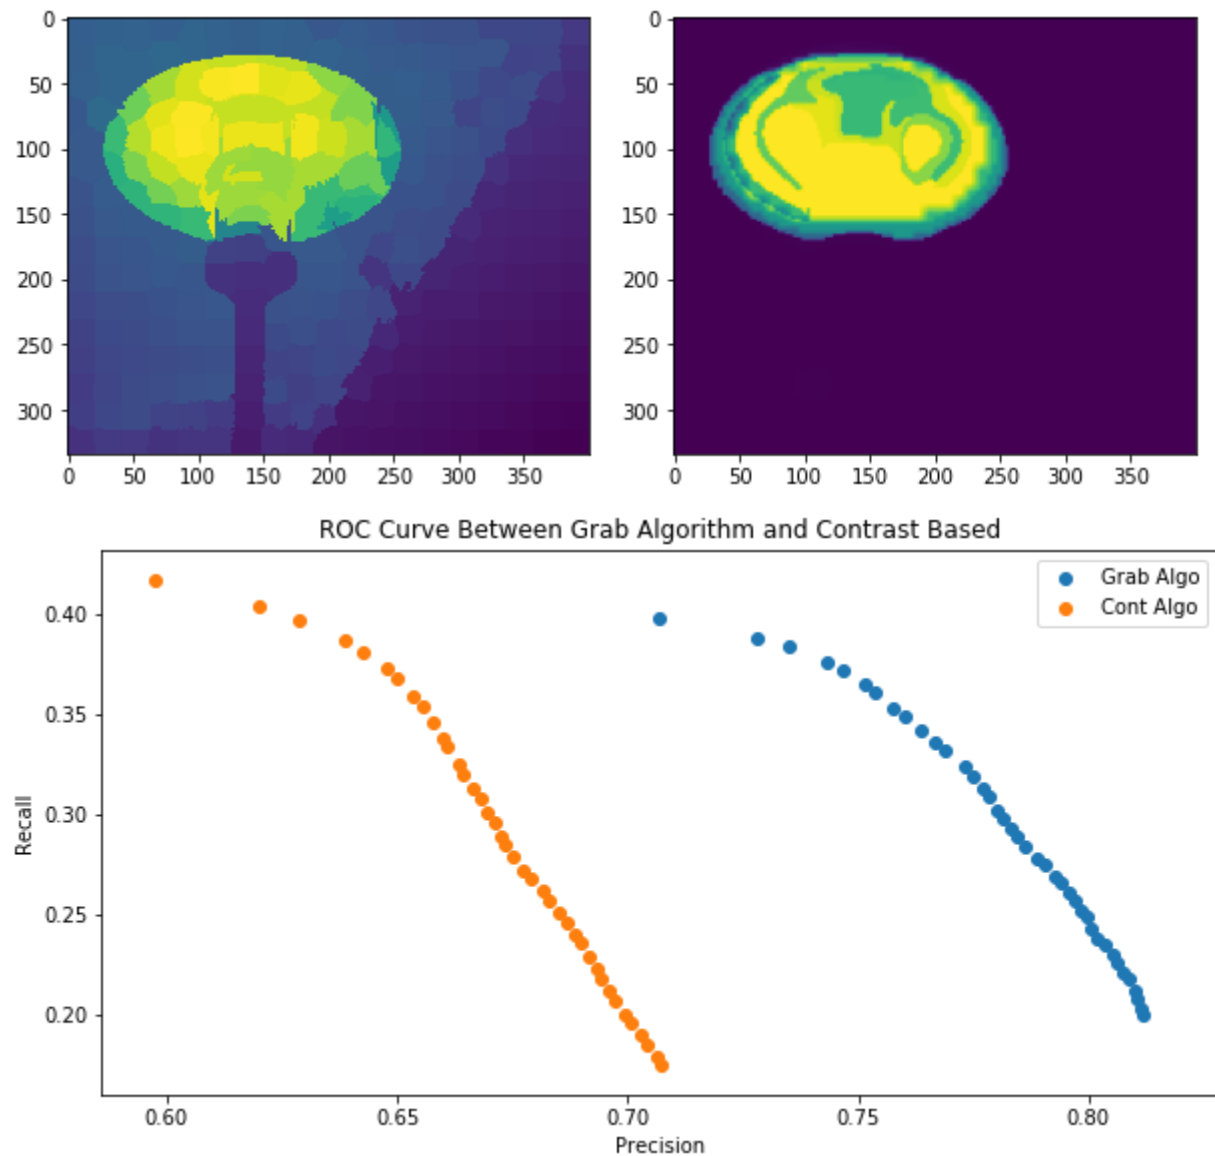 0
50
100
150
200
250
300
0 50 100 150 200 250 300 350
0
50
100
150
200
250
300
0 50 100 150 200 250 300 350
ROC Curve Between Grab Algorithm and Contrast Based
Grab Algo
Cont Algo
Recall
0.40
0.35
0.30
0.25
0.20
0.60 0.65 0.70 0.75 0.80
Precision